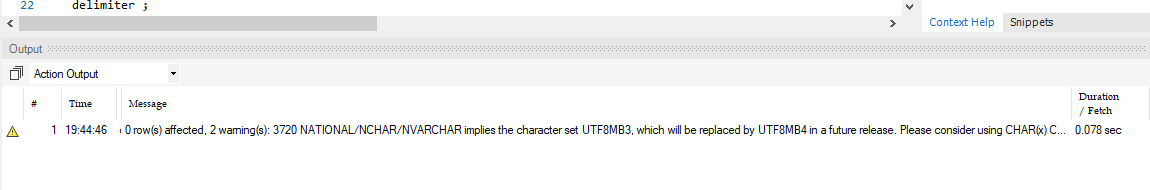 22 delimiter ;
Context Help Snippets
Output
Action Output
# Time Message Duration / Fetch
1 19:44:46 0 row(s) affected, 2 warning(s): 3720 NATIONAL/NCHAR/NVARCHAR implies the character set UTF8MB3, which will be replaced by UTF8MB4 in a future release. Please consider using CHAR(x) C... 0.078 sec